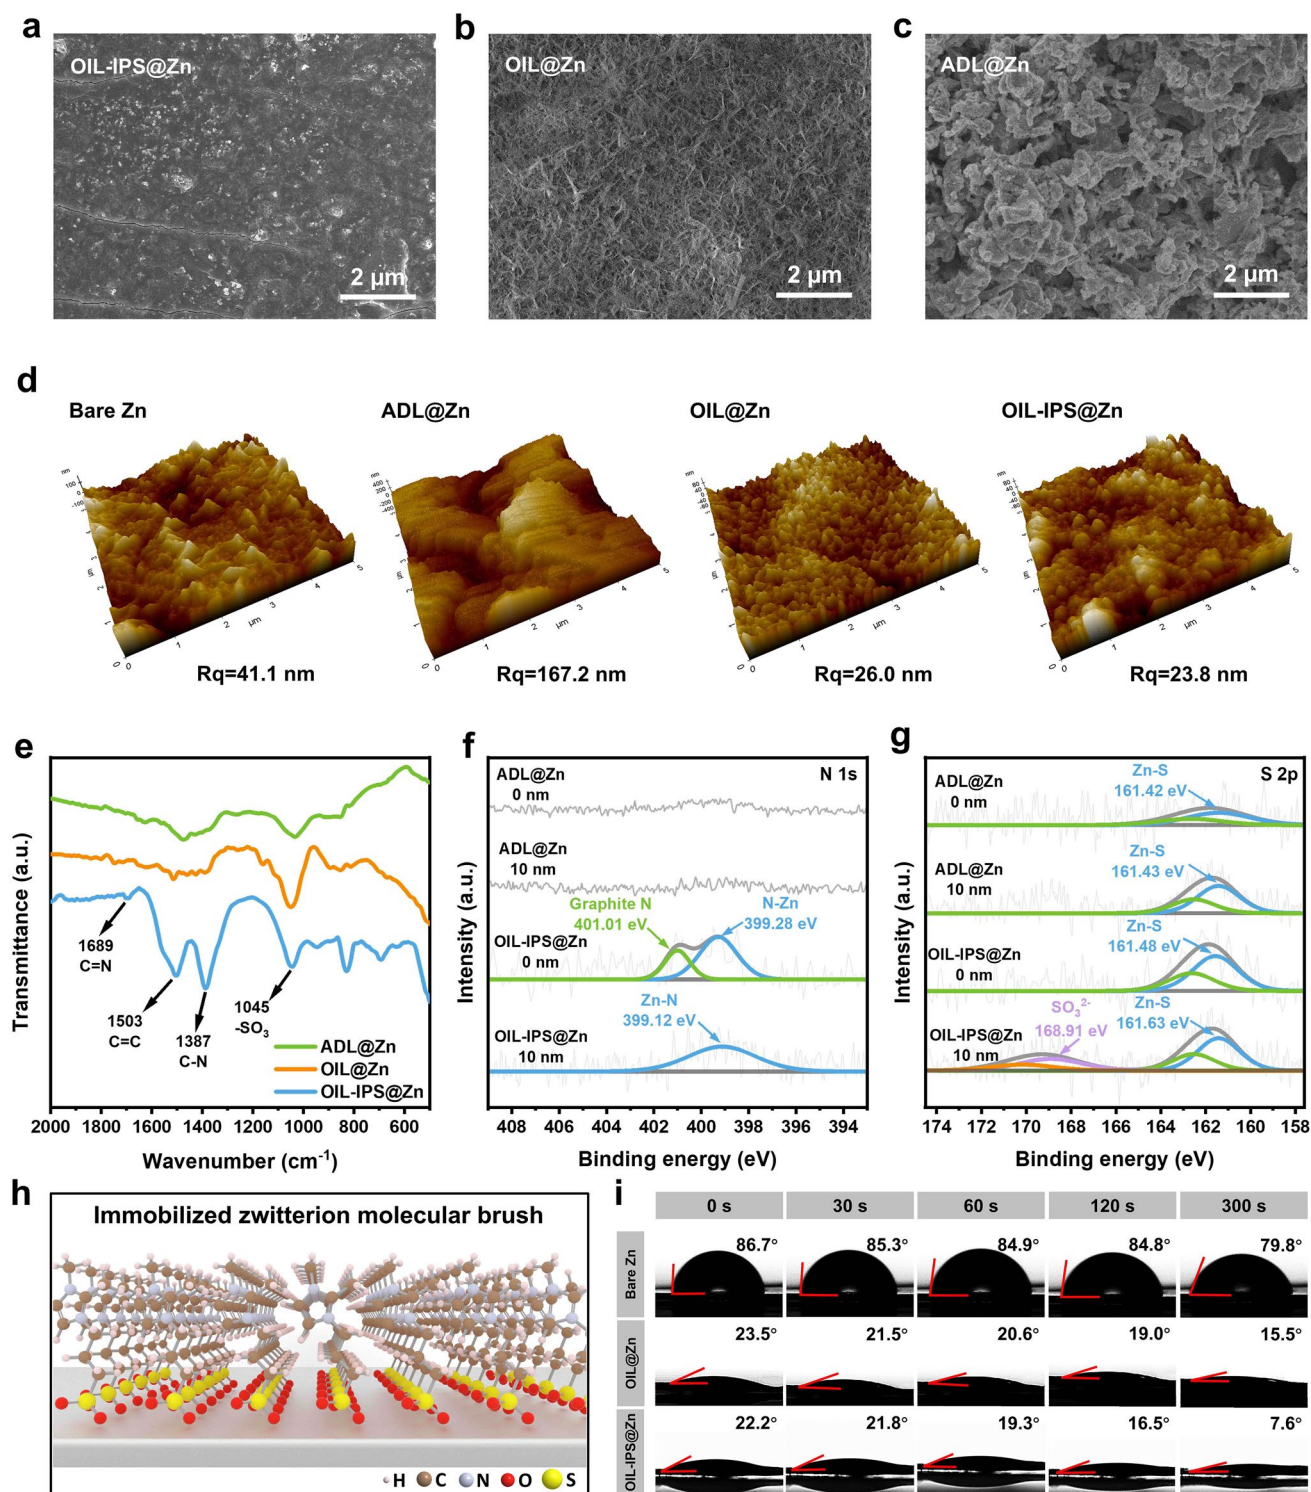 a
OIL-IPS@Zn
2 μm
b
OIL@Zn
2 μm
c
ADL@Zn
2 μm
d
Bare Zn
ADL@Zn
OIL@Zn
OIL-IPS@Zn
Rq=41.1 nm
Rq=167.2 nm
Rq=26.0 nm
Rq=23.8 nm
e
Transmittance (a.u.)
1689
C=N
1503
C=C
1387
C-N
1045
-SO₃
ADL@Zn
OIL@Zn
OIL-IPS@Zn
2000 1800 1600 1400 1200 1000 800 600
Wavenumber (cm⁻¹)
f
N 1s
Intensity (a.u.)
ADL@Zn
0 nm
ADL@Zn
10 nm
Graphite N
401.01 eV
N-Zn
399.28 eV
OIL-IPS@Zn
0 nm
Zn-N
399.12 eV
OIL-IPS@Zn
10 nm
408 406 404 402 400 398 396 394
Binding energy (eV)
g
S 2p
Intensity (a.u.)
ADL@Zn
0 nm
Zn-S
161.42 eV
ADL@Zn
10 nm
Zn-S
161.43 eV
OIL-IPS@Zn
0 nm
Zn-S
161.48 eV
OIL-IPS@Zn
10 nm
SO₃²⁻
168.91 eV
Zn-S
161.63 eV
174 172 170 168 166 164 162 160 158
Binding energy (eV)
h
Immobilized zwitterion molecular brush
H C N O S
i
0 s 30 s 60 s 120 s 300 s
Bare Zn
86.7° 85.3° 84.9° 84.8° 79.8°
OIL@Zn
23.5° 21.5° 20.6° 19.0° 15.5°
OIL-IPS@Zn
22.2° 21.8° 19.3° 16.5° 7.6°